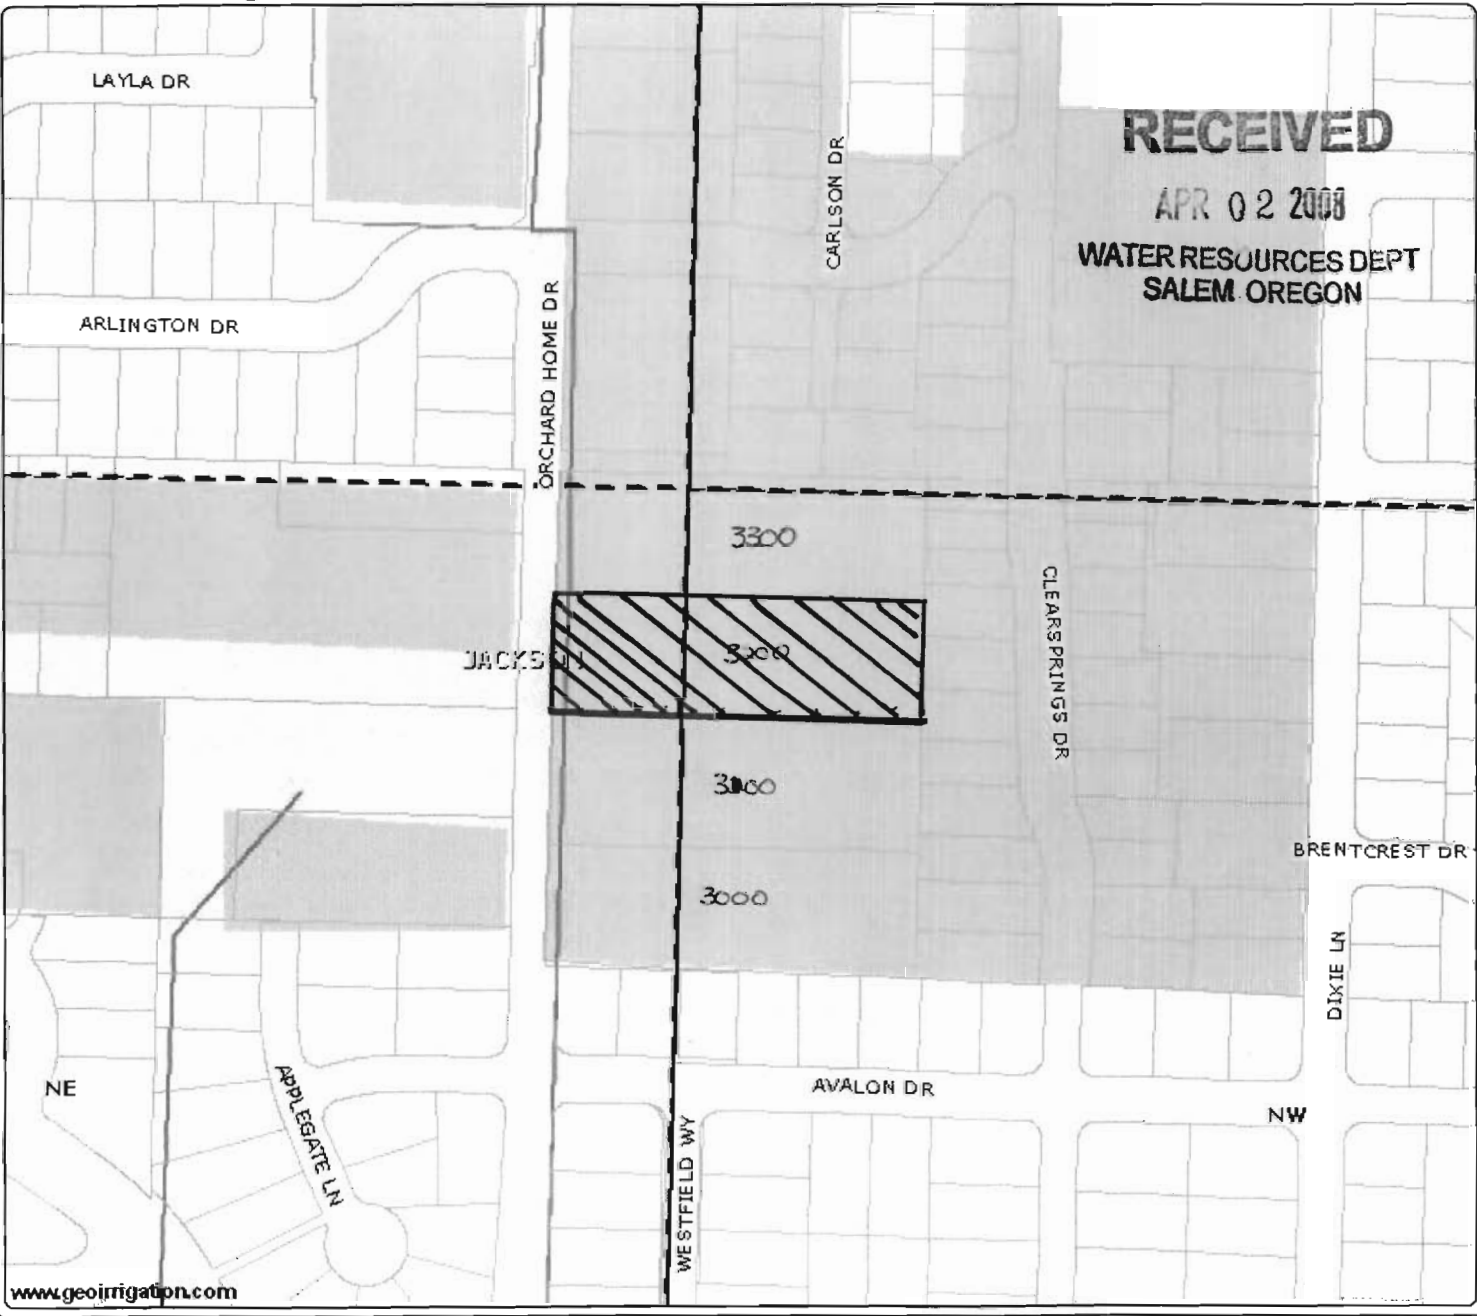 LAYLA DR
RECEIVED
APR 02 2008
WATER RESOURCES DEPT
SALEM OREGON
CARLSON DR
ARLINGTON DR
ORCHARD HOME DR
3300
CLEARSPRINGS DR
JACKSON
3200
3100
BRENTCREST DR
3000
DIXIE LN
NE
APPLEGATE LN
AVALON DR
NW
WESTFIELD WY
www.geoirrigation.com